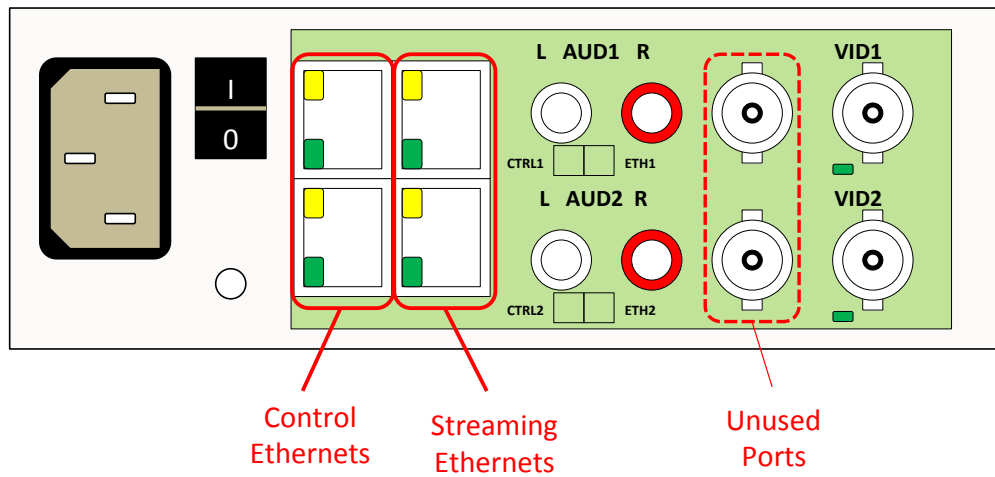 I
0
L AUD1 R
VID1
CTRL1
ETH1
L AUD2 R
VID2
CTRL2
ETH2
Control
Ethernets
Streaming
Ethernets
Unused
Ports